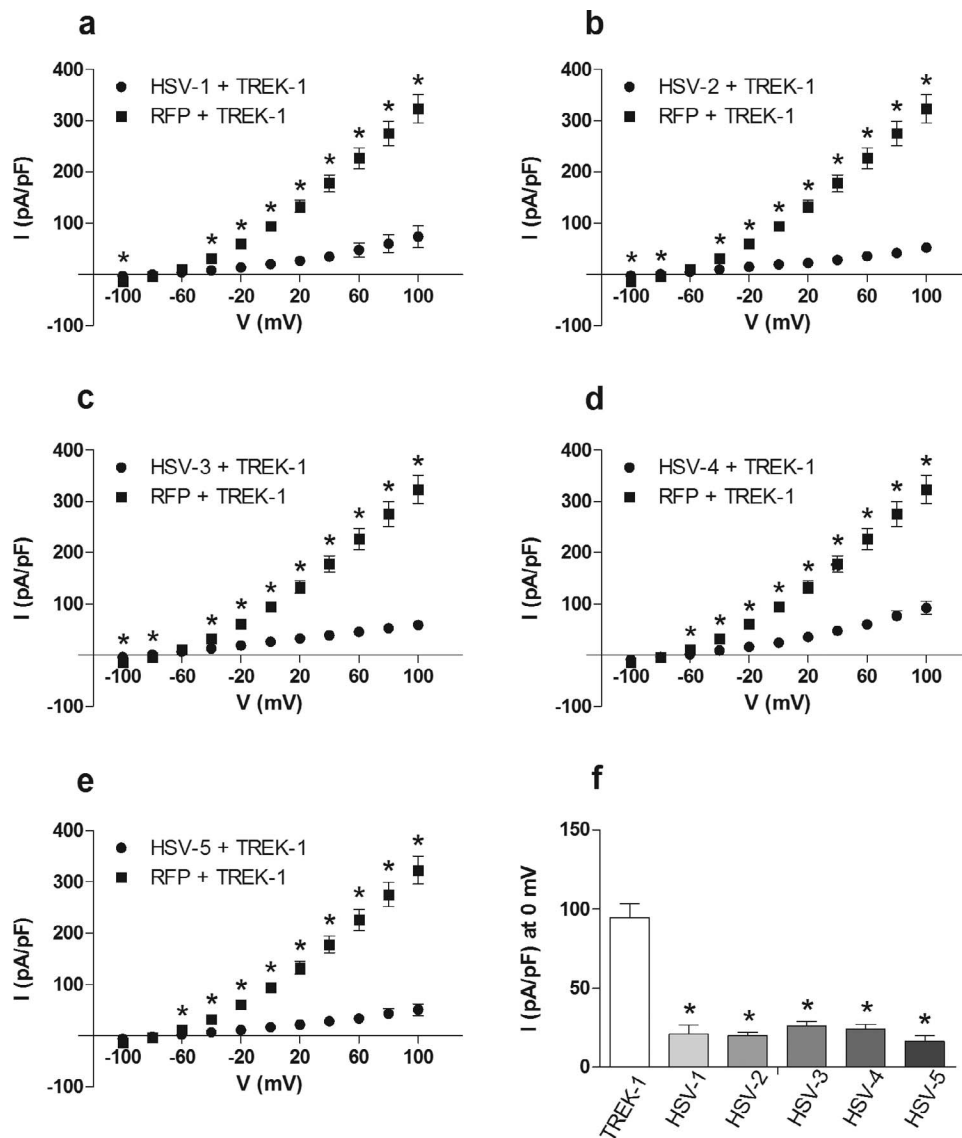 a
HSV-1 + TREK-1
RFP + TREK-1
I (pA/pF)
400
300
200
100
-100
* * * * * * * * * *
-100 -60 -20 20 60 100
V (mV)
b
HSV-2 + TREK-1
RFP + TREK-1
I (pA/pF)
400
300
200
100
-100
* * * * * * * * * * *
-100 -60 -20 20 60 100
V (mV)
c
HSV-3 + TREK-1
RFP + TREK-1
I (pA/pF)
400
300
200
100
-100
* * * * * * * * * *
-100 -60 -20 20 60 100
V (mV)
d
HSV-4 + TREK-1
RFP + TREK-1
I (pA/pF)
400
300
200
100
-100
* * * * * * * * *
-100 -60 -20 20 60 100
V (mV)
e
HSV-5 + TREK-1
RFP + TREK-1
I (pA/pF)
400
300
200
100
-100
* * * * * * * * *
-100 -60 -20 20 60 100
V (mV)
f
I (pA/pF) at 0 mV
150
100
50
0
* * * * *
TREK-1 HSV-1 HSV-2 HSV-3 HSV-4 HSV-5